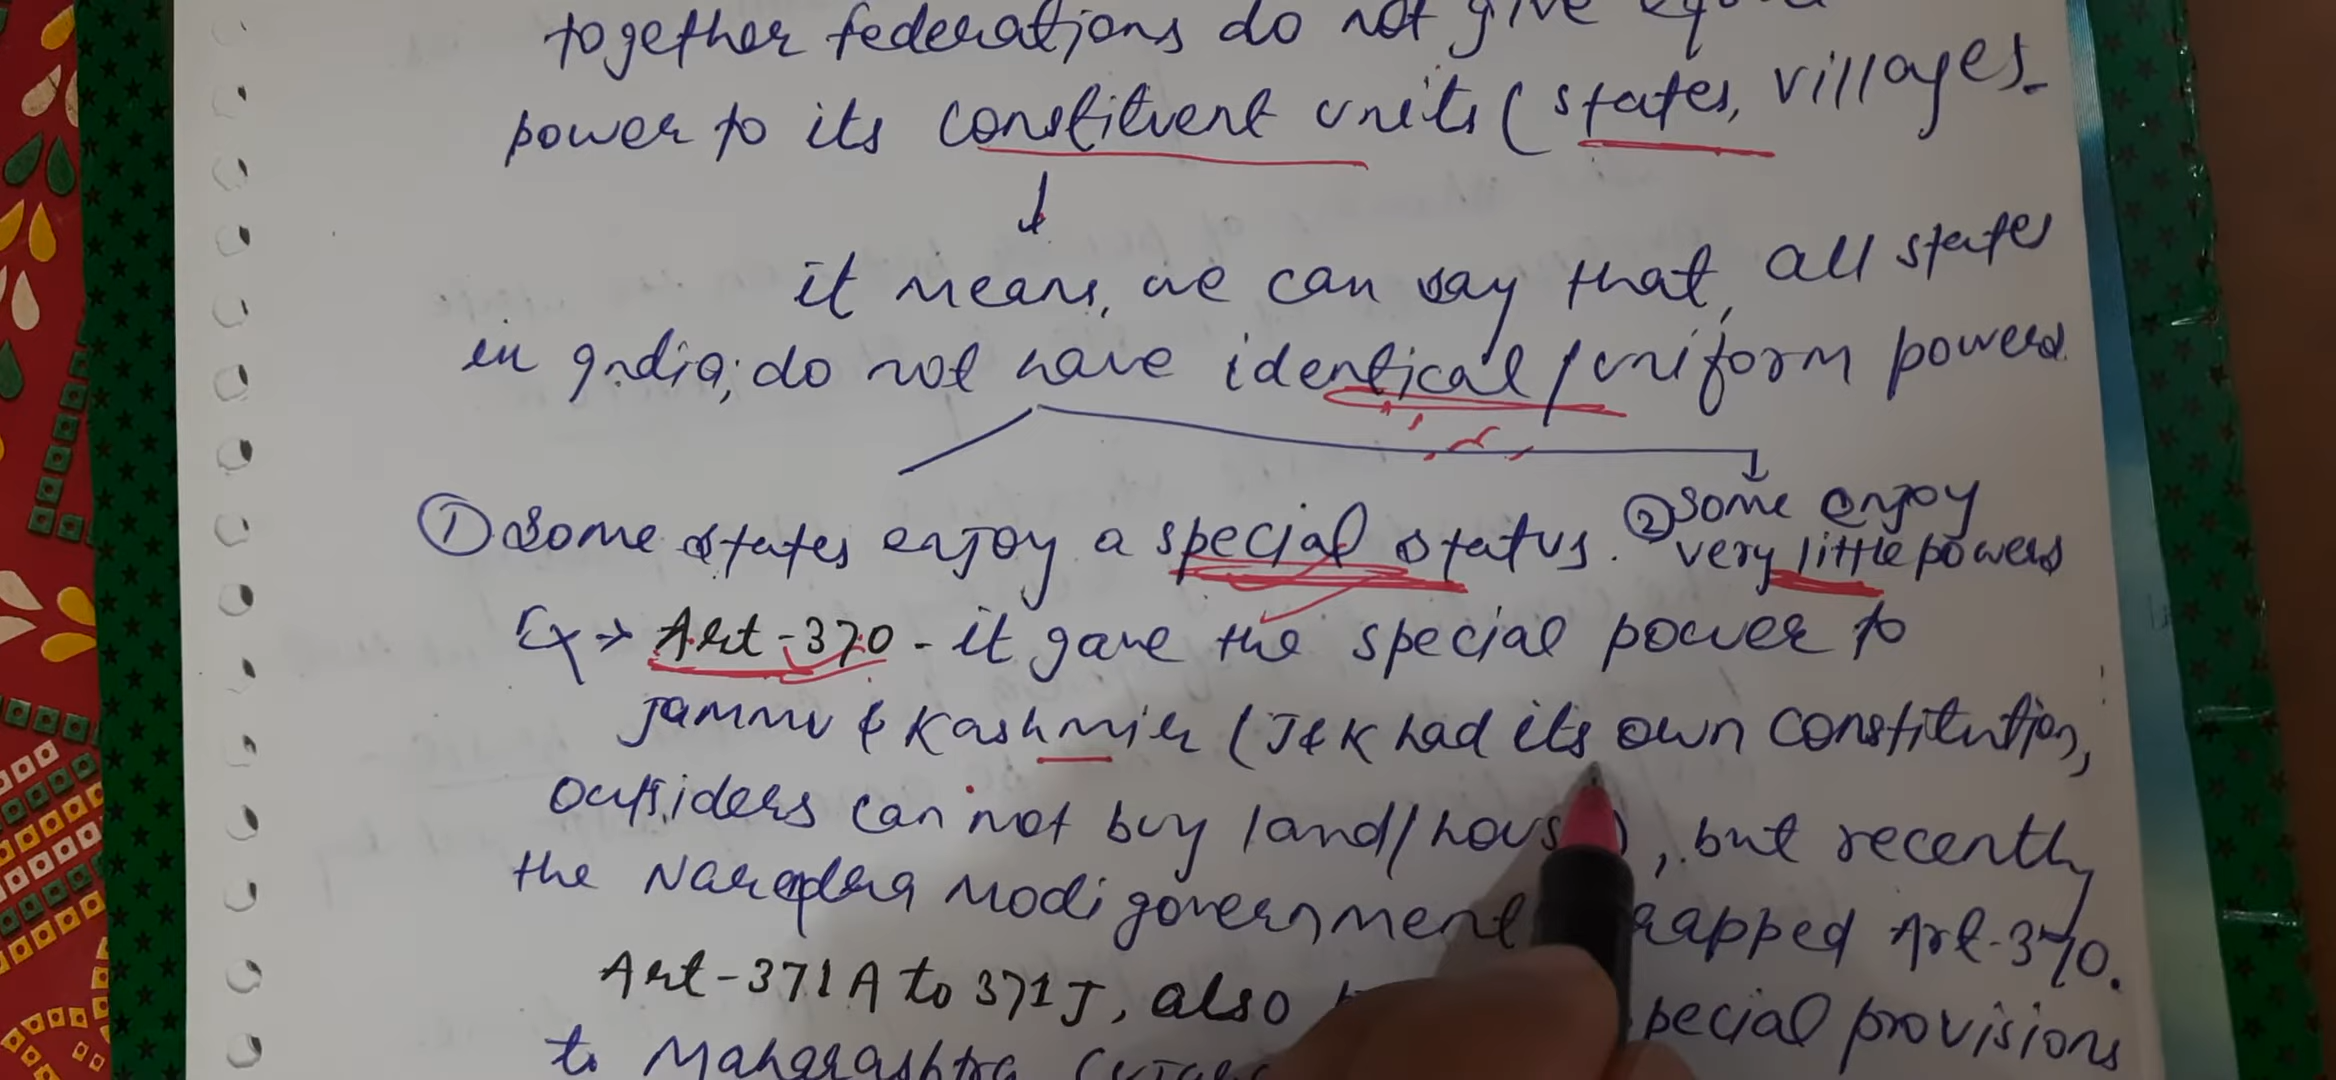 together federations do not give
power to its constituent units ( states, villages.
it means, we can say that, all states
in India; do not have identical / uniform powers
① Some states enjoy a special status. ② some enjoy
very little powers
Ex → Art-370 - it gave the special power to
Jammu & Kashmir ( J&K had its own constitution,
outsiders can not buy land/hous ), but recently
the Narendra Modi government rapped Art-370.
Art-371A to 371J, also pecial provisions
to Maharashtra